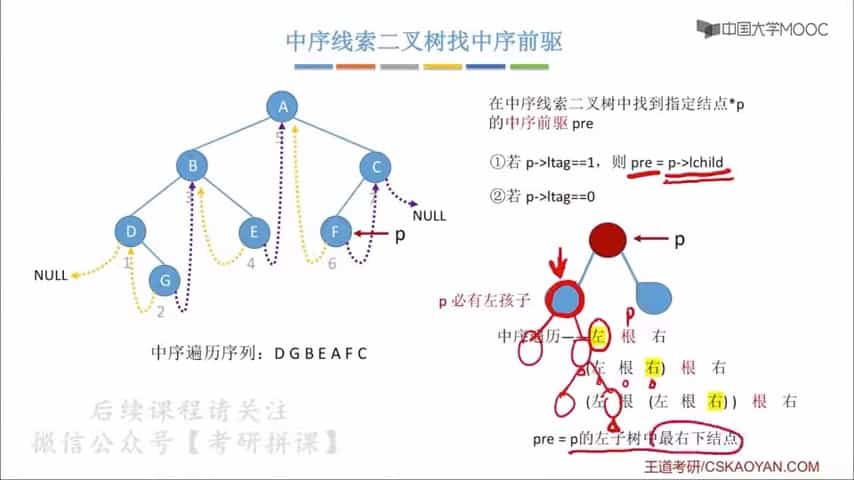 中国大学MOOC
中序线索二叉树找中序前驱
在中序线索二叉树中找到指定结点*p
的中序前驱 pre
①若 p->ltag==1，则 pre = p->lchild
②若 p->ltag==0
A
5
B
3
C
7
NULL
D
1
E
4
F
6
p
NULL
G
2
p
p 必有左孩子
p
中序遍历——左 根 右
(左 根 右) 根 右
(左 根 (左 根 右)) 根 右
pre = p的左子树中最右下结点
中序遍历序列：D G B E A F C
后续课程请关注
微信公众号【考研拼课】
王道考研/CSKAOYAN.COM